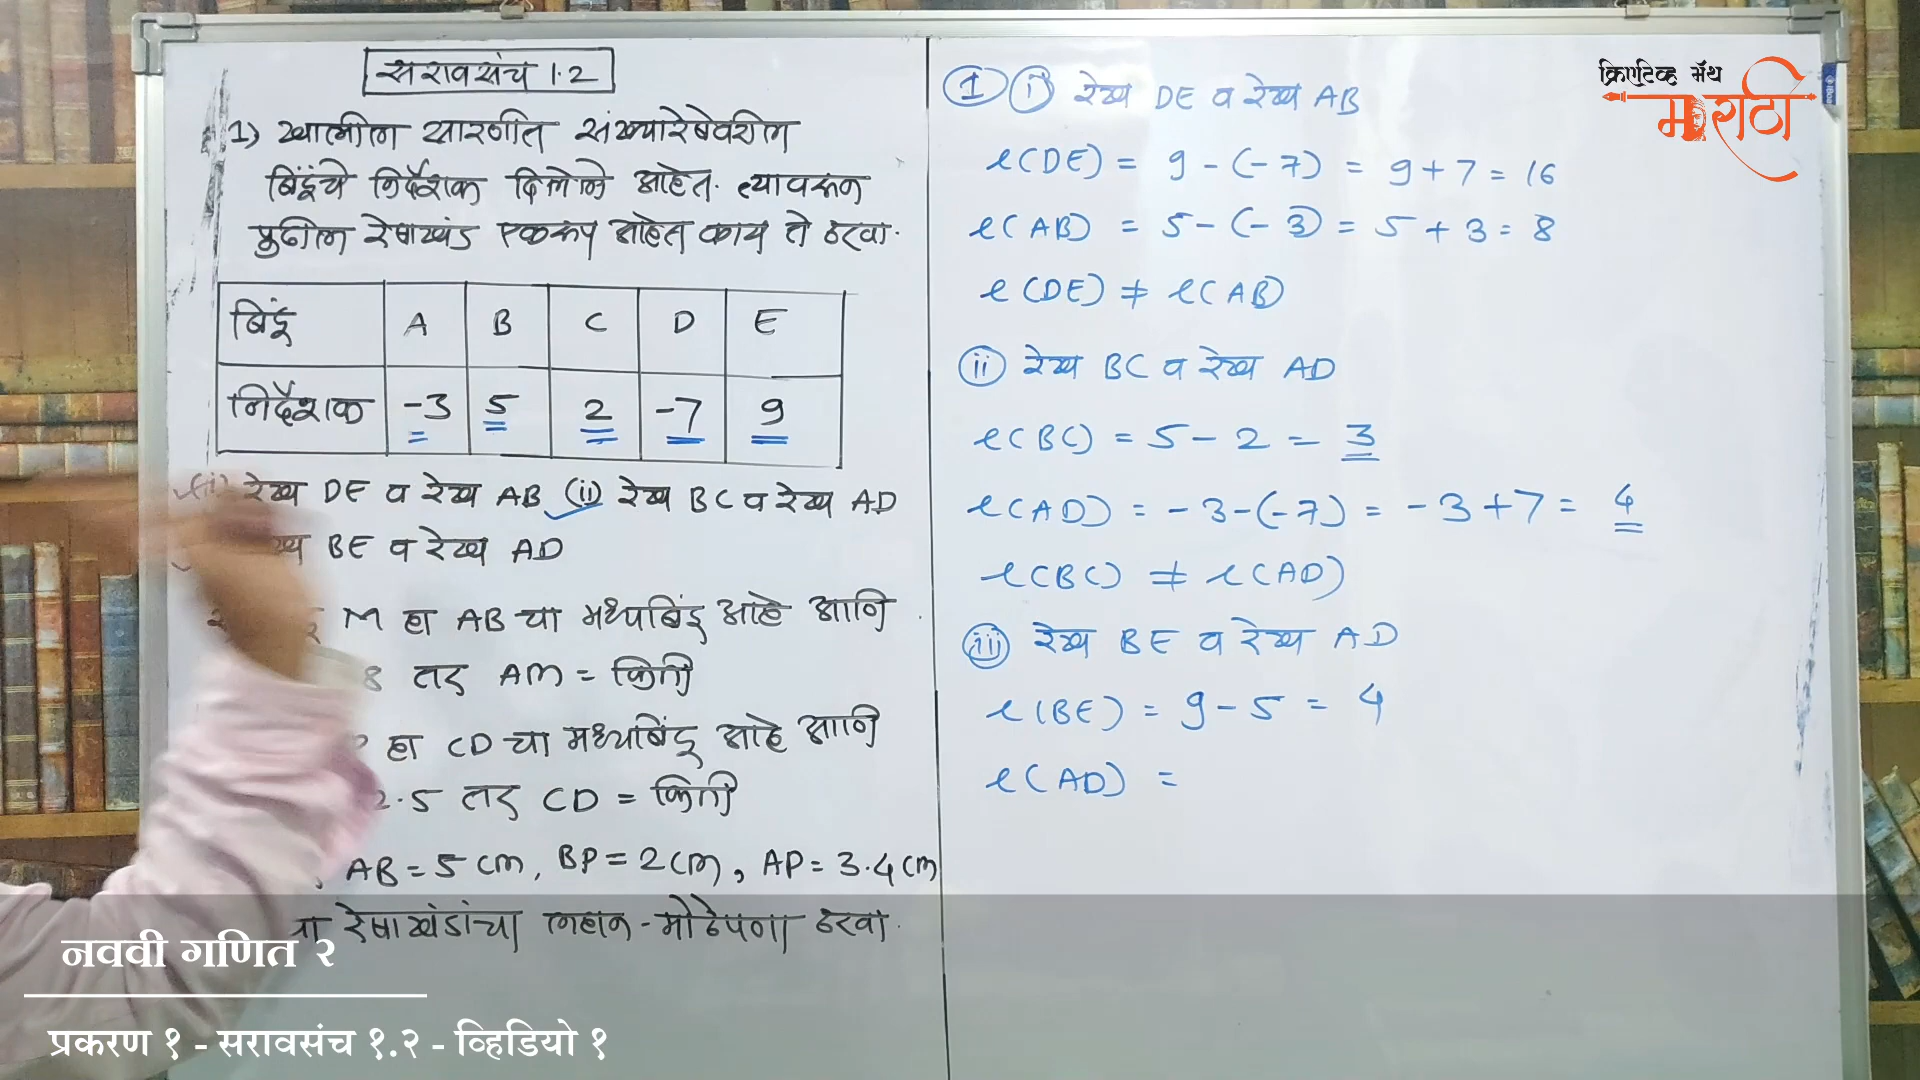 सरावसंच 1.2
1) खालील सारणीत संख्यारेषेवरील
बिंदूंचे निर्देशक दिलेले आहेत. त्यावरून
पुढील रेषाखंड एकरूप आहेत काय ते ठरवा.
बिंदू A B C D E
निर्देशक -3 5 2 -7 9
(i) रेख DE व रेख AB (ii) रेख BC व रेख AD
रेख BE व रेख AD
M हा AB चा मध्यबिंदू आहे आणि
8 तर AM = किती
हा CD चा मध्यबिंदू आहे आणि
2.5 तर CD = किती
AB = 5 cm, BP = 2 cm, AP = 3.4 cm
या रेषाखंडांचा लहान-मोठेपणा ठरवा.
1 i रेख DE व रेख AB
l(DE) = 9 - (-7) = 9 + 7 = 16
l(AB) = 5 - (-3) = 5 + 3 = 8
l(DE) ≠ l(AB)
ii रेख BC व रेख AD
l(BC) = 5 - 2 = 3
l(AD) = -3 - (-7) = -3 + 7 = 4
l(BC) ≠ l(AD)
iii रेख BE व रेख AD
l(BE) = 9 - 5 = 4
l(AD) =
क्रिएटिव्ह मॅथ
मराठी
नववी गणित २
प्रकरण १ - सरावसंच १.२ - व्हिडियो १